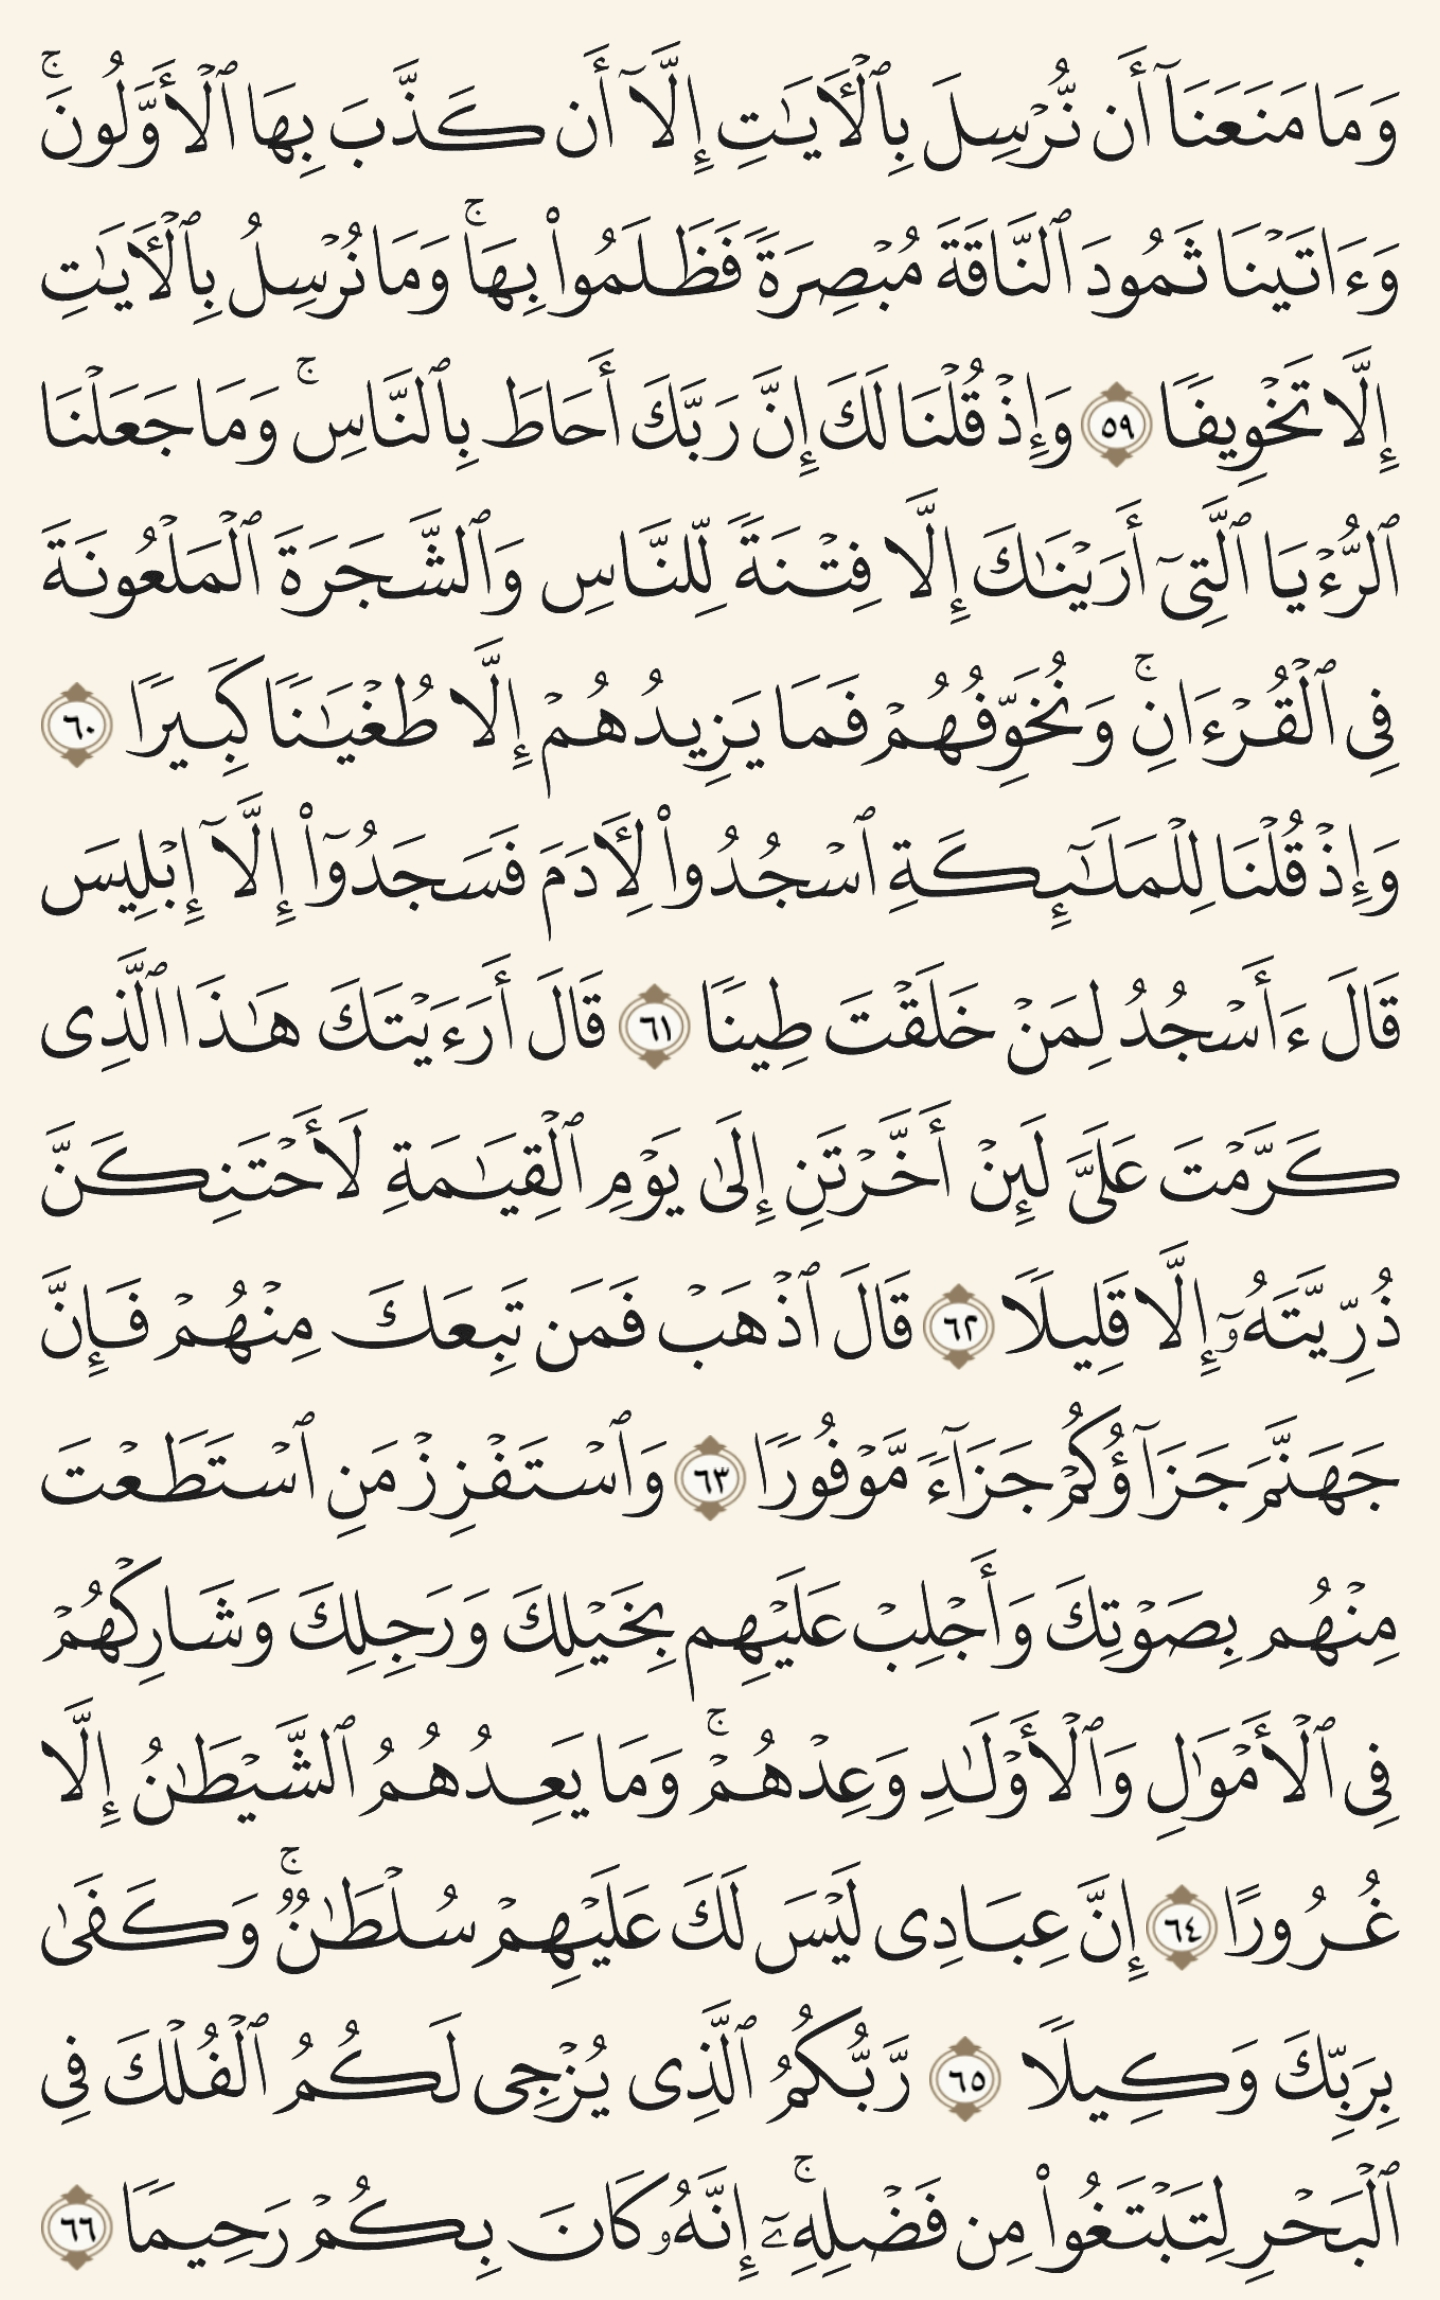 وَمَا مَنَعَنَآ أَن نُّرۡسِلَ بِٱلۡأٓيَٰتِ إِلَّآ أَن كَذَّبَ بِهَا ٱلۡأَوَّلُونَۚ
وَءَاتَيۡنَا ثَمُودَ ٱلنَّاقَةَ مُبۡصِرَةٗ فَظَلَمُواْ بِهَاۚ وَمَا نُرۡسِلُ بِٱلۡأٓيَٰتِ
إِلَّا تَخۡوِيفٗا ٥٩ وَإِذۡ قُلۡنَا لَكَ إِنَّ رَبَّكَ أَحَاطَ بِٱلنَّاسِۚ وَمَا جَعَلۡنَا
ٱلرُّءۡيَا ٱلَّتِيٓ أَرَيۡنَٰكَ إِلَّا فِتۡنَةٗ لِّلنَّاسِ وَٱلشَّجَرَةَ ٱلۡمَلۡعُونَةَ
فِي ٱلۡقُرۡءَانِۚ وَنُخَوِّفُهُمۡ فَمَا يَزِيدُهُمۡ إِلَّا طُغۡيَٰنٗا كَبِيرٗا ٦٠
وَإِذۡ قُلۡنَا لِلۡمَلَٰٓئِكَةِ ٱسۡجُدُواْ لِأٓدَمَ فَسَجَدُوٓاْ إِلَّآ إِبۡلِيسَ
قَالَ ءَأَسۡجُدُ لِمَنۡ خَلَقۡتَ طِينٗا ٦١ قَالَ أَرَءَيۡتَكَ هَٰذَا ٱلَّذِي
كَرَّمۡتَ عَلَيَّ لَئِنۡ أَخَّرۡتَنِ إِلَىٰ يَوۡمِ ٱلۡقِيَٰمَةِ لَأَحۡتَنِكَنَّ
ذُرِّيَّتَهُۥٓ إِلَّا قَلِيلٗا ٦٢ قَالَ ٱذۡهَبۡ فَمَن تَبِعَكَ مِنۡهُمۡ فَإِنَّ
جَهَنَّمَ جَزَآؤُكُمۡ جَزَآءٗ مَّوۡفُورٗا ٦٣ وَٱسۡتَفۡزِزۡ مَنِ ٱسۡتَطَعۡتَ
مِنۡهُم بِصَوۡتِكَ وَأَجۡلِبۡ عَلَيۡهِم بِخَيۡلِكَ وَرَجِلِكَ وَشَارِكۡهُمۡ
فِي ٱلۡأَمۡوَٰلِ وَٱلۡأَوۡلَٰدِ وَعِدۡهُمۡۚ وَمَا يَعِدُهُمُ ٱلشَّيۡطَٰنُ إِلَّا
غُرُورًا ٦٤ إِنَّ عِبَادِي لَيۡسَ لَكَ عَلَيۡهِمۡ سُلۡطَٰنٞۚ وَكَفَىٰ
بِرَبِّكَ وَكِيلٗا ٦٥ رَّبُّكُمُ ٱلَّذِي يُزۡجِي لَكُمُ ٱلۡفُلۡكَ فِي
ٱلۡبَحۡرِ لِتَبۡتَغُواْ مِن فَضۡلِهِۦٓۚ إِنَّهُۥ كَانَ بِكُمۡ رَحِيمٗا ٦٦